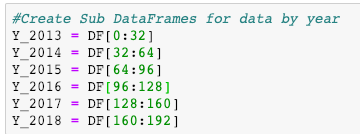 #Create Sub DataFrames for data by year
Y_2013 = DF[0:32]
Y_2014 = DF[32:64]
Y_2015 = DF[64:96]
Y_2016 = DF[96:128]
Y_2017 = DF[128:160]
Y_2018 = DF[160:192]